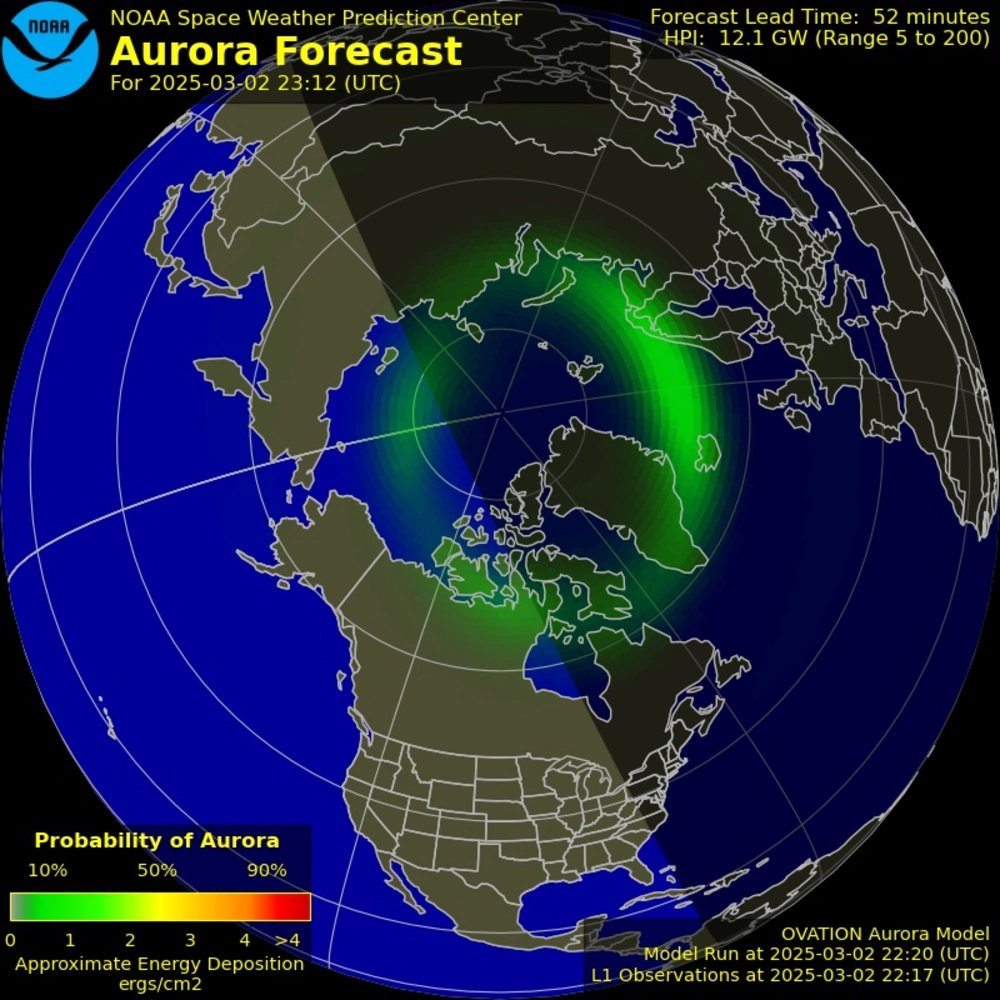 NOAA
NOAA Space Weather Prediction Center
Aurora Forecast
For 2025-03-02 23:12 (UTC)
Forecast Lead Time: 52 minutes
HPI: 12.1 GW (Range 5 to 200)
Probability of Aurora
10% 50% 90%
0 1 2 3 4 >4
Approximate Energy Deposition
ergs/cm2
OVATION Aurora Model
Model Run at 2025-03-02 22:20 (UTC)
L1 Observations at 2025-03-02 22:17 (UTC)